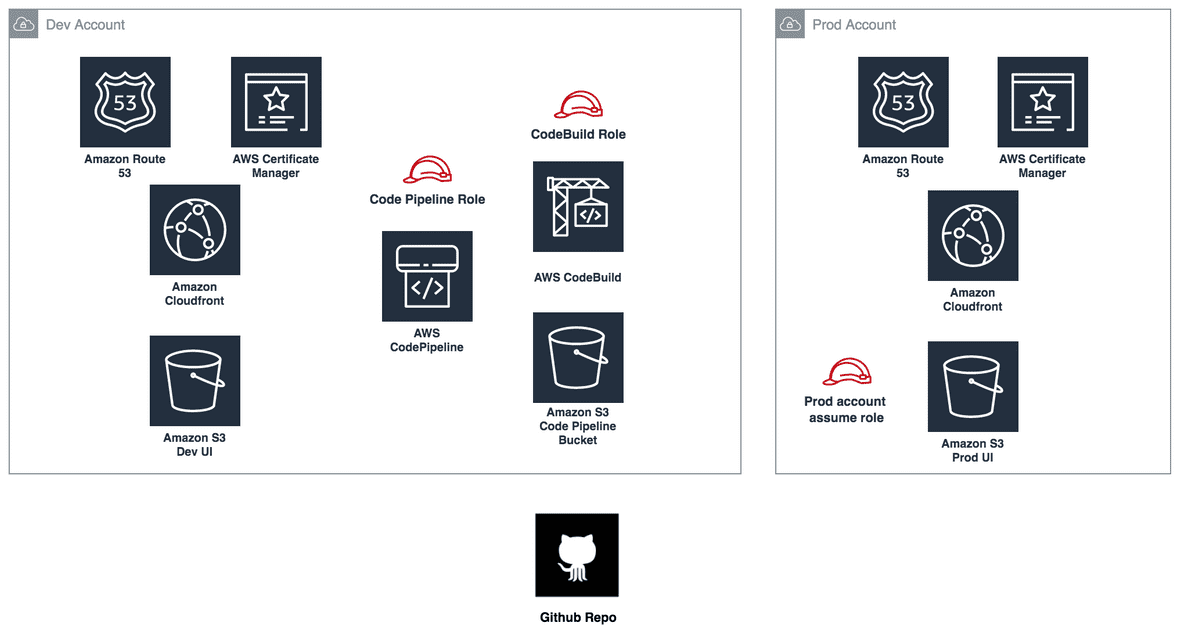 Dev Account
53
Amazon Route
53
AWS Certificate
Manager
Amazon
Cloudfront
Amazon S3
Dev UI
Code Pipeline Role
</>
AWS
CodePipeline
CodeBuild Role
</>
AWS CodeBuild
Amazon S3
Code Pipeline
Bucket
Prod Account
53
Amazon Route
53
AWS Certificate
Manager
Amazon
Cloudfront
Prod account
assume role
Amazon S3
Prod UI
Github Repo